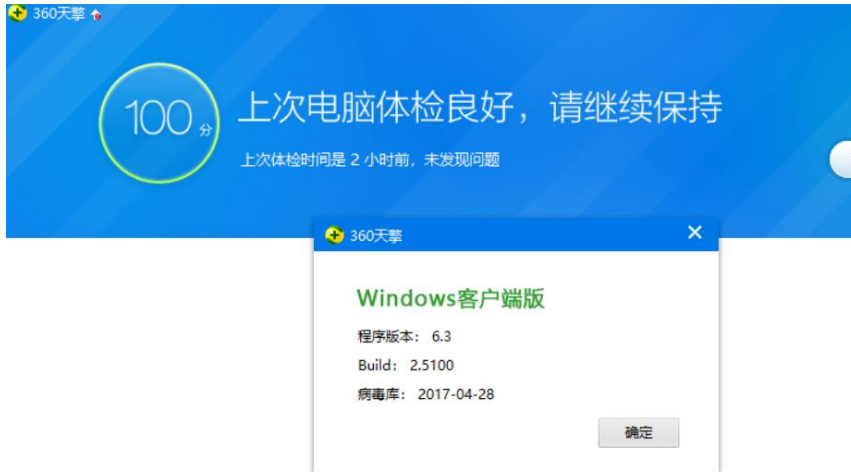 360天擎
100分
上次电脑体检良好，请继续保持
上次体检时间是 2 小时前，未发现问题
360天擎
Windows客户端版
程序版本： 6.3
Build： 2.5100
病毒库： 2017-04-28
确定